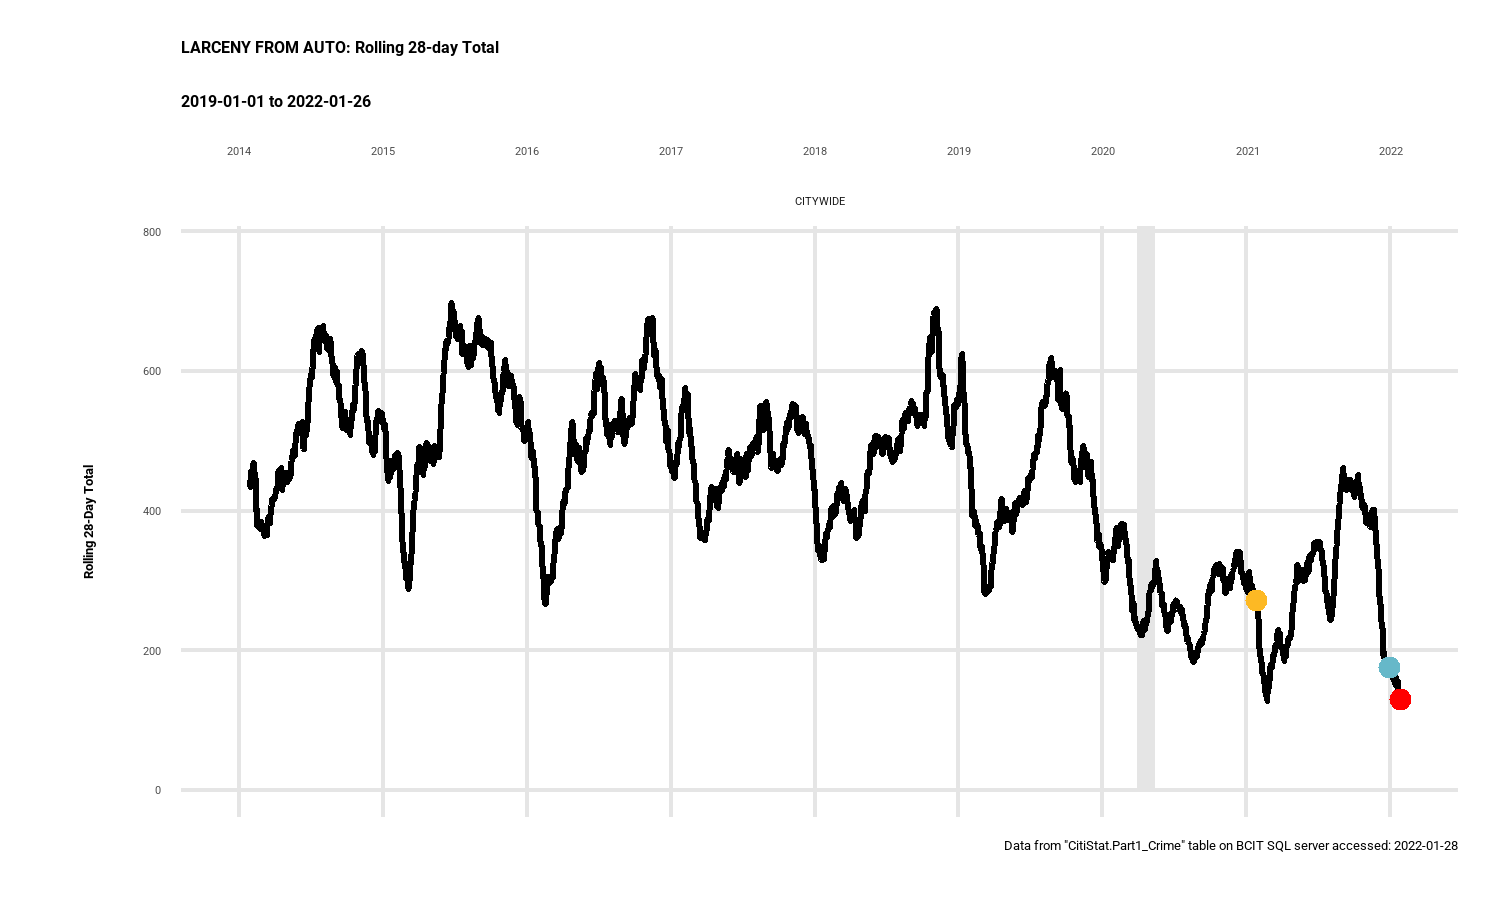 LARCENY FROM AUTO: Rolling 28-day Total
2019-01-01 to 2022-01-26
2014 2015 2016 2017 2018 2019 2020 2021 2022
CITYWIDE
800
600
400
200
0
Rolling 28-Day Total
Data from "CitiStat.Part1_Crime" table on BCIT SQL server accessed: 2022-01-28